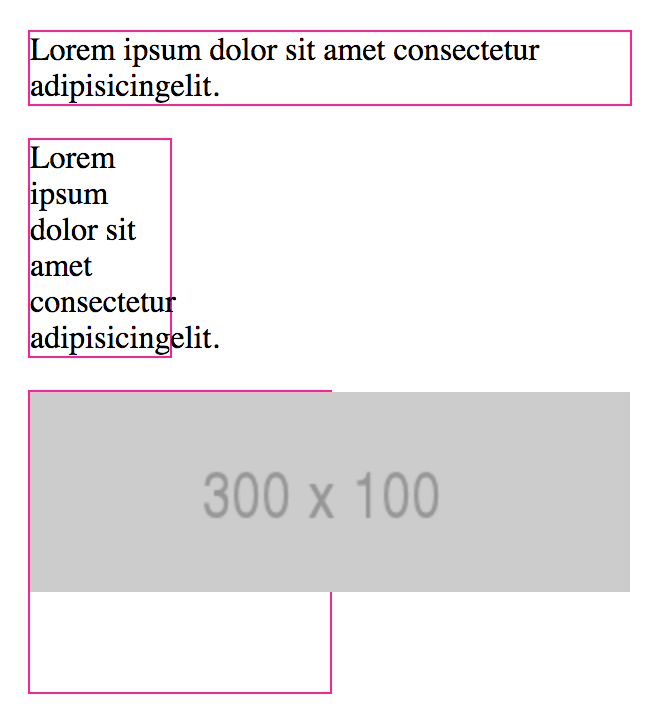 Lorem ipsum dolor sit amet consectetur
adipisicingelit.
Lorem
ipsum
dolor sit
amet
consectetur
adipisicingelit.
300 x 100